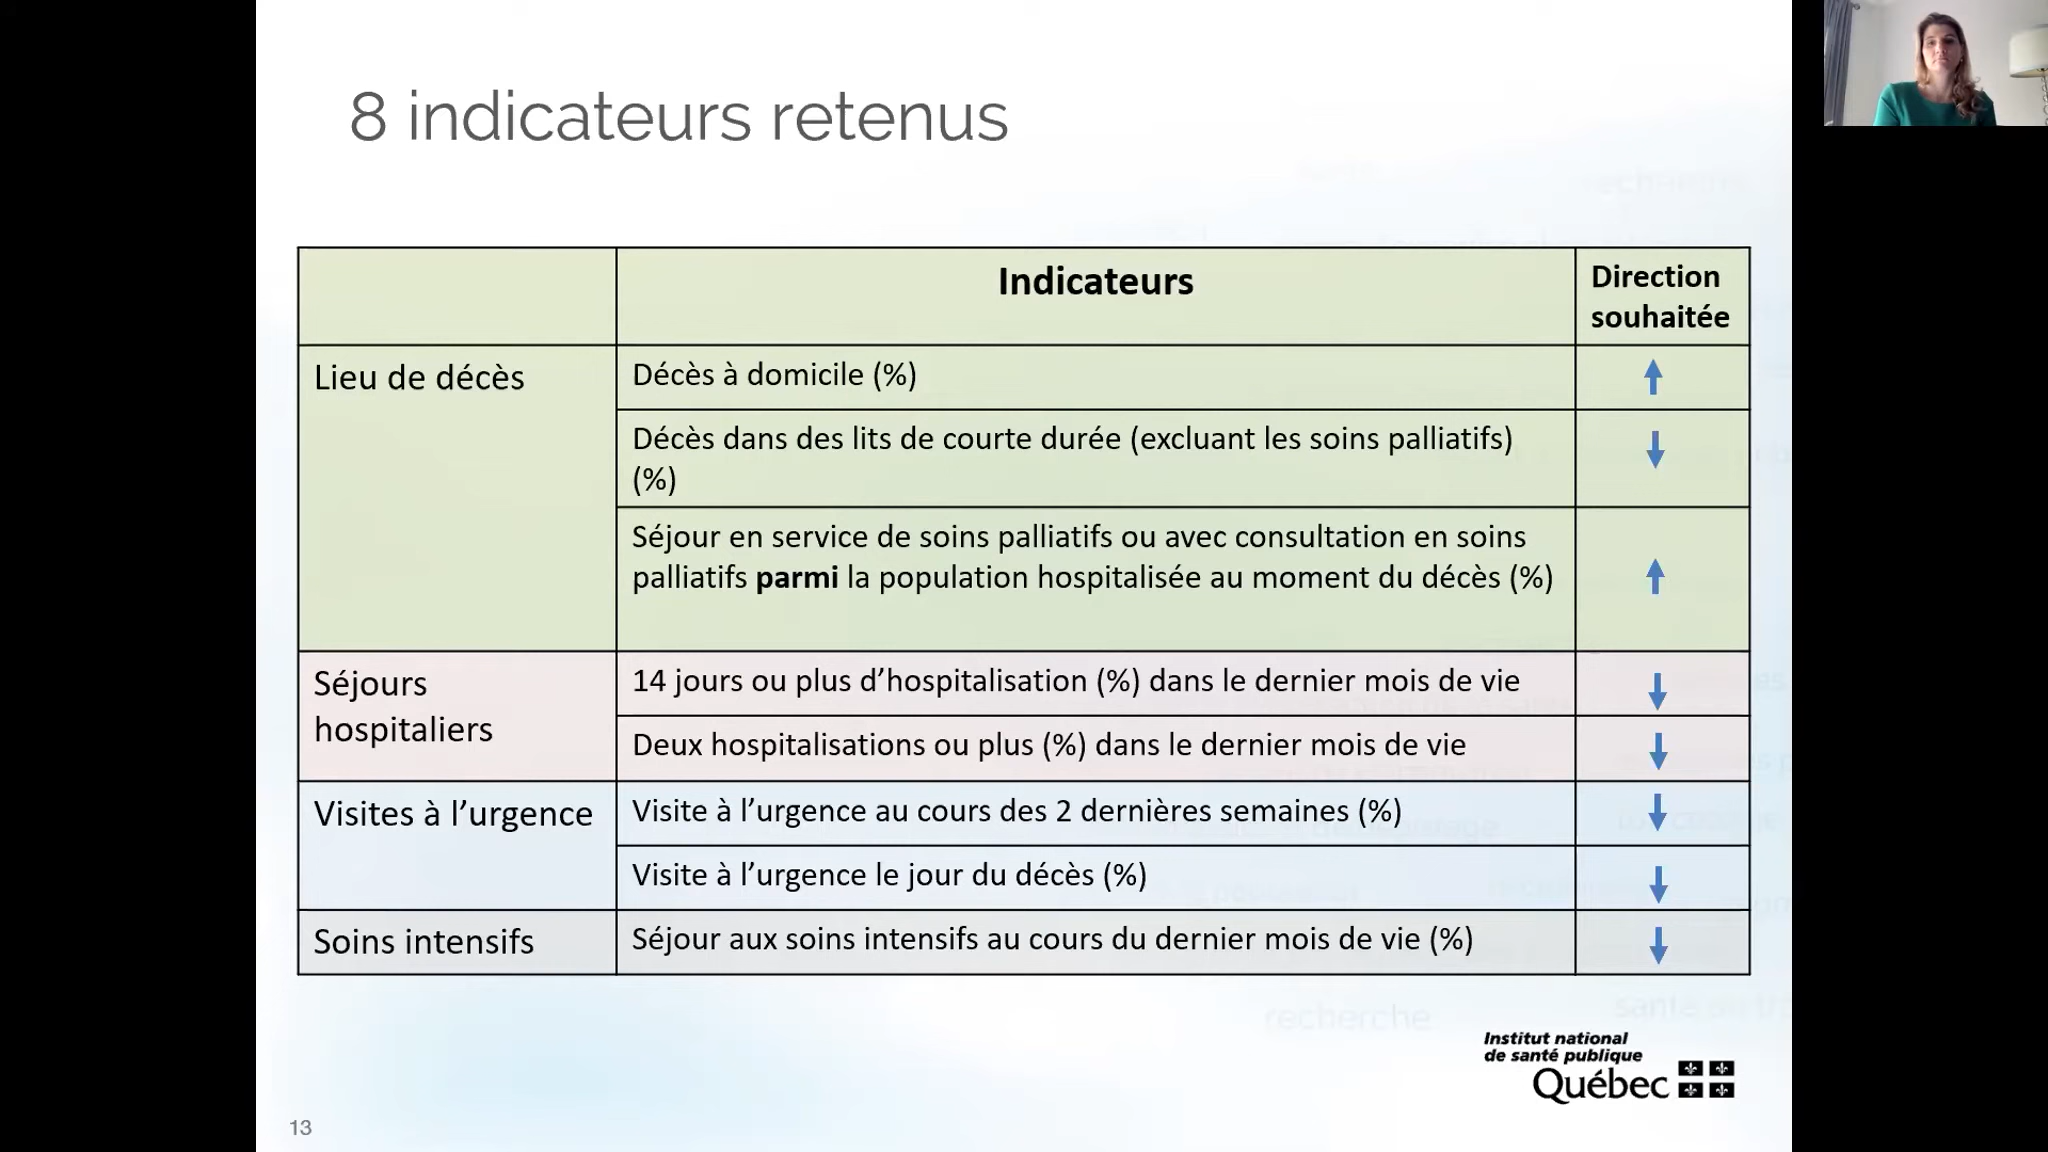 8 indicateurs retenus
Indicateurs
Direction
souhaitée
Lieu de décès
Décès à domicile (%)
Décès dans des lits de courte durée (excluant les soins palliatifs)
(%)
Séjour en service de soins palliatifs ou avec consultation en soins
palliatifs parmi la population hospitalisée au moment du décès (%)
Séjours
hospitaliers
14 jours ou plus d’hospitalisation (%) dans le dernier mois de vie
Deux hospitalisations ou plus (%) dans le dernier mois de vie
Visites à l’urgence
Visite à l’urgence au cours des 2 dernières semaines (%)
Visite à l’urgence le jour du décès (%)
Soins intensifs
Séjour aux soins intensifs au cours du dernier mois de vie (%)
recherche
Institut national
de santé publique
Québec
13